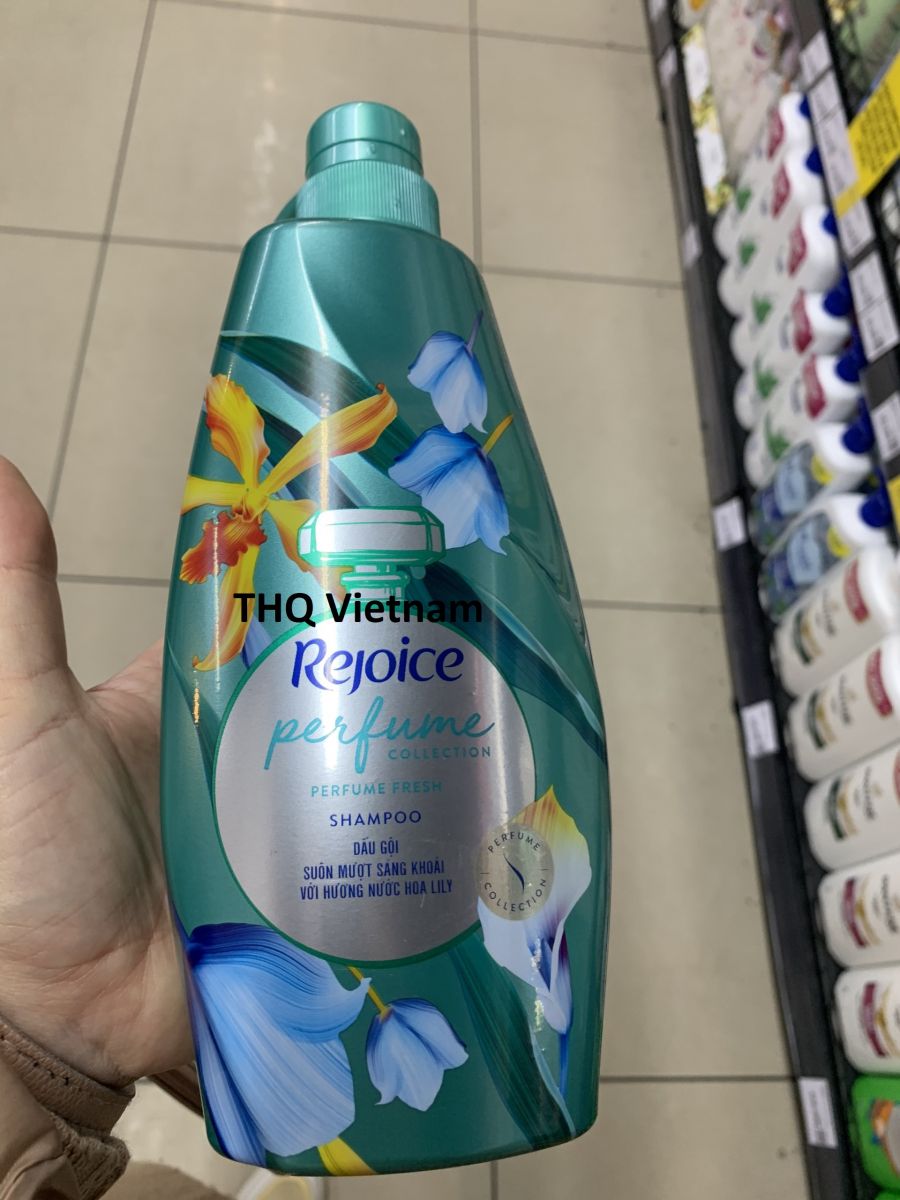 THQ Vietnam
Rejoice
perfume
COLLECTION
PERFUME FRESH
SHAMPOO
DẦU GỘI
SUÔN MƯỢT SẢNG KHOÁI
VỚI HƯƠNG NƯỚC HOA LILY
PERFUME
COLLECTION